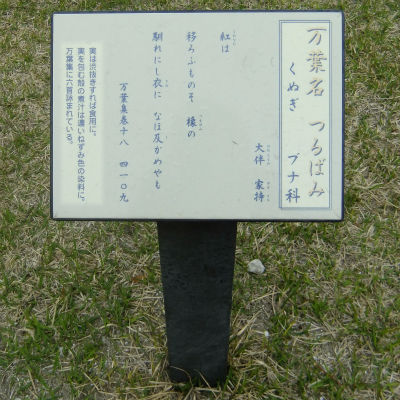 万葉名 つるばみ
くぬぎ ブナ科
大伴 家持
紅は
移ろふものそ 橡の
馴れにし衣に なほ及かめやも
万葉集巻十八 四一〇九
実は渋抜きすれば食用に。
実を包む殻の煮汁は濃いねずみ色の染料に。
万葉集に六首詠まれている。